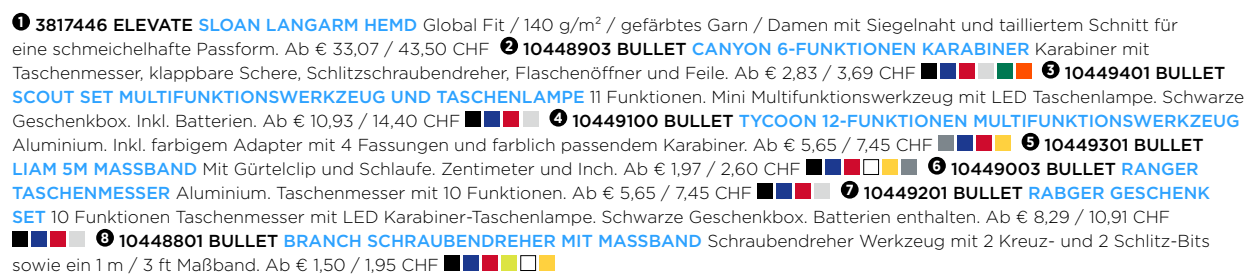 ❶ 3817446 ELEVATE SLOAN LANGARM HEMD Global Fit / 140 g/m² / gefärbtes Garn / Damen mit Siegelnaht und tailliertem Schnitt für
eine schmeichelhafte Passform. Ab € 33,07 / 43,50 CHF ❷ 10448903 BULLET CANYON 6-FUNKTIONEN KARABINER Karabiner mit
Taschenmesser, klappbare Schere, Schlitzschraubendreher, Flaschenöffner und Feile. Ab € 2,83 / 3,69 CHF ❸ 10449401 BULLET
SCOUT SET MULTIFUNKTIONSWERKZEUG UND TASCHENLAMPE 11 Funktionen. Mini Multifunktionswerkzeug mit LED Taschenlampe. Schwarze
Geschenkbox. Inkl. Batterien. Ab € 10,93 / 14,40 CHF ❹ 10449100 BULLET TYCOON 12-FUNKTIONEN MULTIFUNKTIONSWERKZEUG
Aluminium. Inkl. farbigem Adapter mit 4 Fassungen und farblich passendem Karabiner. Ab € 5,65 / 7,45 CHF ❺ 10449301 BULLET
LIAM 5M MASSBAND Mit Gürtelclip und Schlaufe. Zentimeter und Inch. Ab € 1,97 / 2,60 CHF ❻ 10449003 BULLET RANGER
TASCHENMESSER Aluminium. Taschenmesser mit 10 Funktionen. Ab € 5,65 / 7,45 CHF ❼ 10449201 BULLET RABGER GESCHENK
SET 10 Funktionen Taschenmesser mit LED Karabiner-Taschenlampe. Schwarze Geschenkbox. Batterien enthalten. Ab € 8,29 / 10,91 CHF
❽ 10448801 BULLET BRANCH SCHRAUBENDREHER MIT MASSBAND Schraubendreher Werkzeug mit 2 Kreuz- und 2 Schlitz-Bits
sowie ein 1 m / 3 ft Maßband. Ab € 1,50 / 1,95 CHF